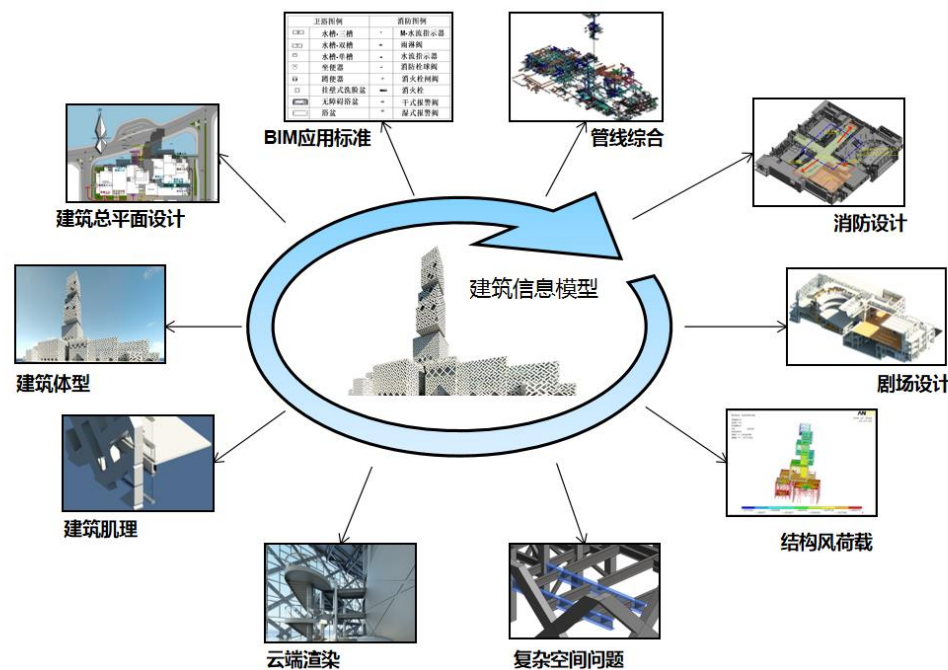 卫浴图例 消防图例
水槽-三槽 M-水流指示器
水槽-双槽 雨淋阀
水槽-单槽 水流指示器
坐便器 消防栓球阀
蹲便器 消火栓闸阀
挂壁式洗脸盆 干式报警阀
无障碍浴盆 干式报警阀
浴盆 湿式报警阀
BIM应用标准
管线综合
建筑总平面设计
消防设计
建筑信息模型
建筑体型
剧场设计
建筑肌理
AN
结构风荷载
云端渲染
复杂空间问题